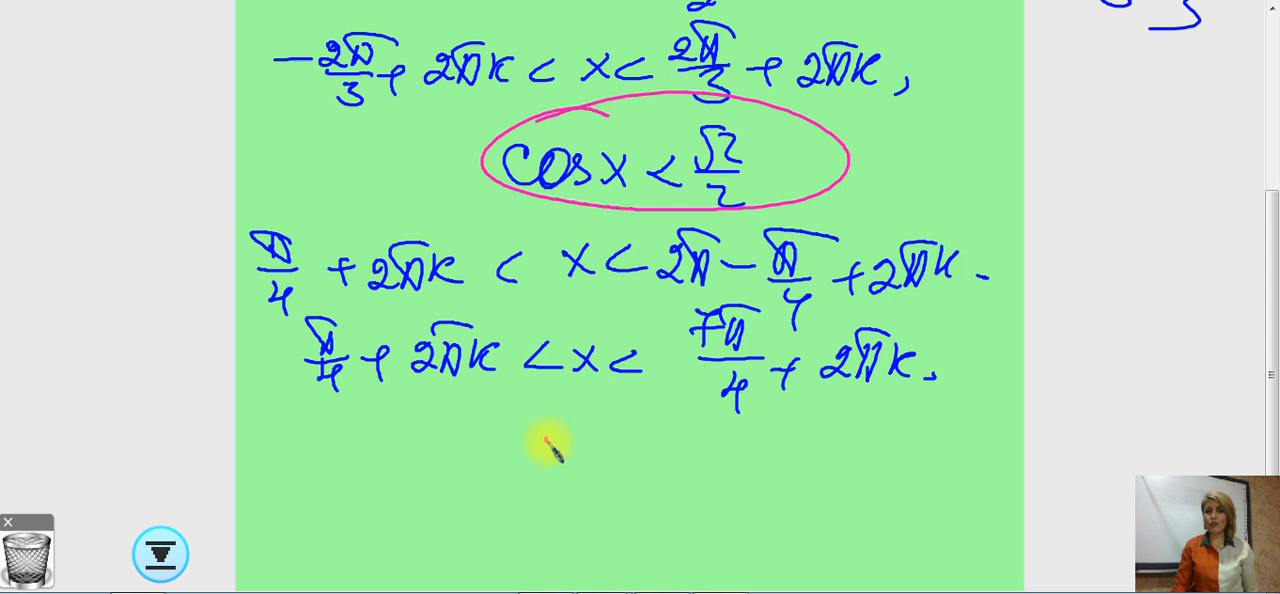 -2π/3 + 2πk < x < 2π/3 + 2πk,
cos x < √2/2
π/4 + 2πk < x < 2π - π/4 + 2πk.
π/4 + 2πk < x < 7π/4 + 2πk.